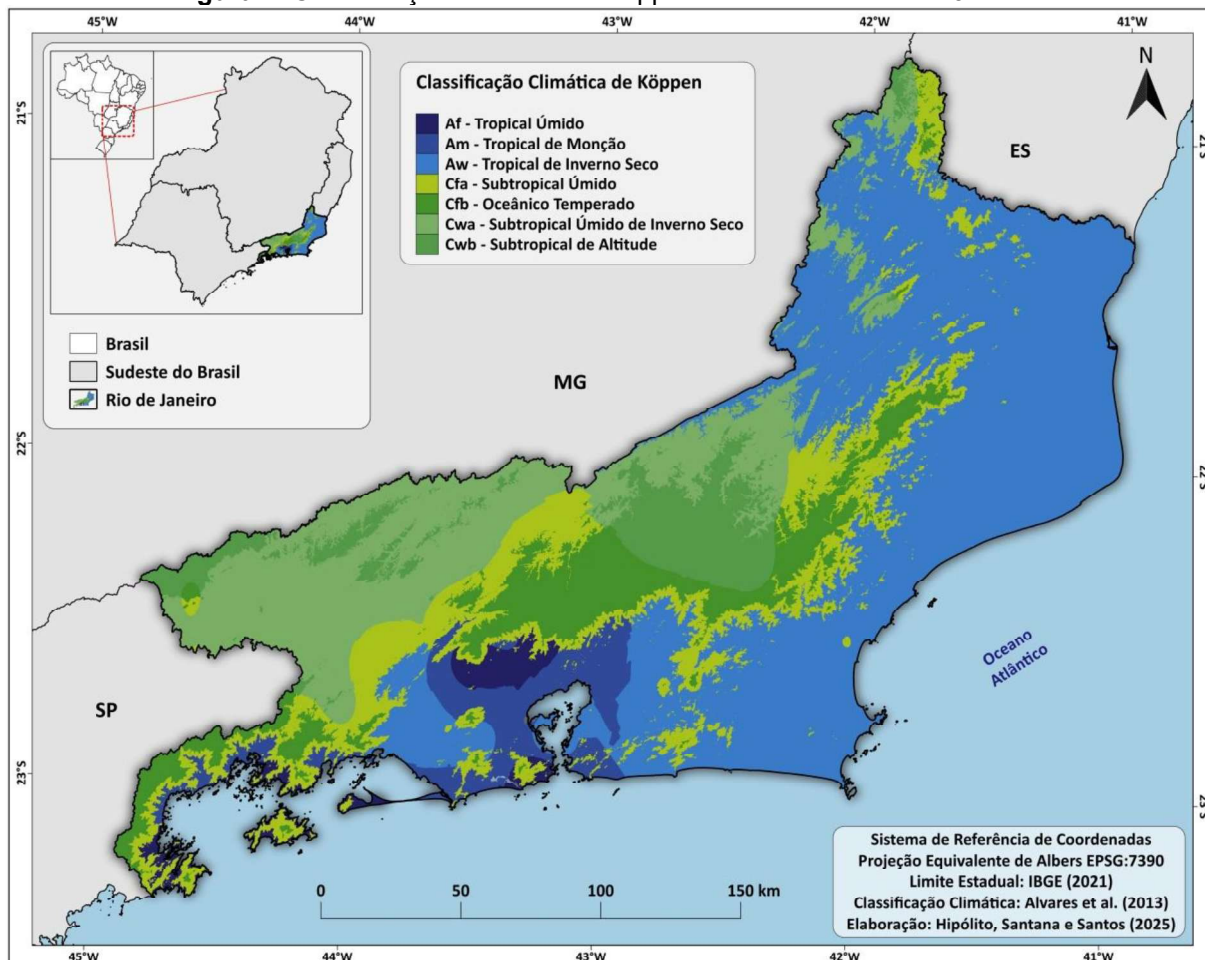 45°W
44°W
43°W
42°W
41°W
21°S
22°S
23°S
N
ES
MG
SP
Classificação Climática de Köppen
Af - Tropical Úmido
Am - Tropical de Monção
Aw - Tropical de Inverno Seco
Cfa - Subtropical Úmido
Cfb - Oceânico Temperado
Cwa - Subtropical Úmido de Inverno Seco
Cwb - Subtropical de Altitude
Brasil
Sudeste do Brasil
Rio de Janeiro
Oceano
Atlântico
0 50 100 150 km
Sistema de Referência de Coordenadas
Projeção Equivalente de Albers EPSG:7390
Limite Estadual: IBGE (2021)
Classificação Climática: Alvares et al. (2013)
Elaboração: Hipólito, Santana e Santos (2025)
21°S
22°S
23°S
45°W
44°W
43°W
42°W
41°W